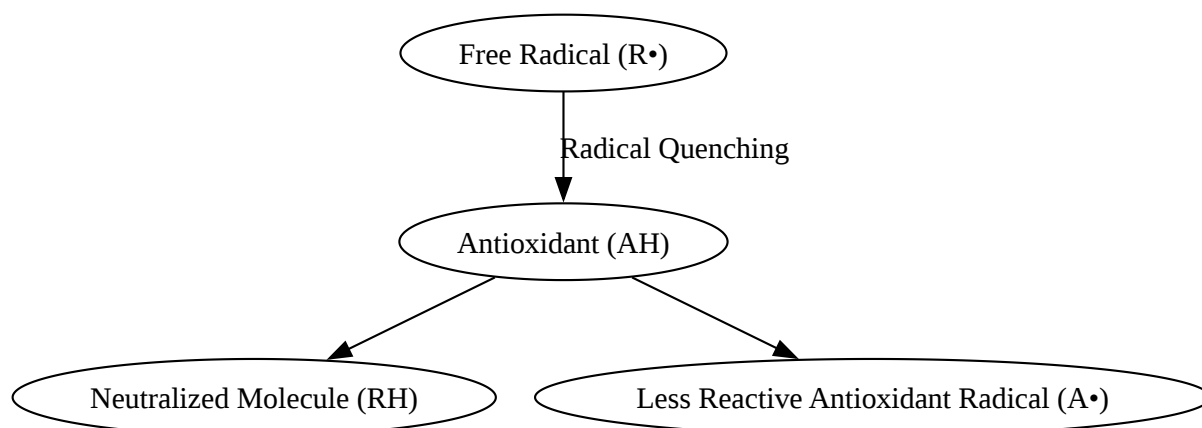 Free Radical (R•)
Radical Quenching
Antioxidant (AH)
Neutralized Molecule (RH)
Less Reactive Antioxidant Radical (A•)